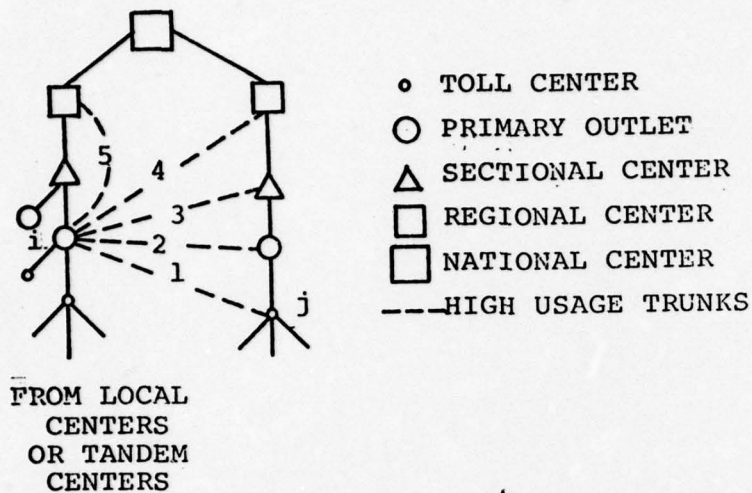 TOLL CENTER
PRIMARY OUTLET
SECTIONAL CENTER
REGIONAL CENTER
NATIONAL CENTER
HIGH USAGE TRUNKS
5
4
3
i
2
1
j
FROM LOCAL
CENTERS
OR TANDEM
CENTERS